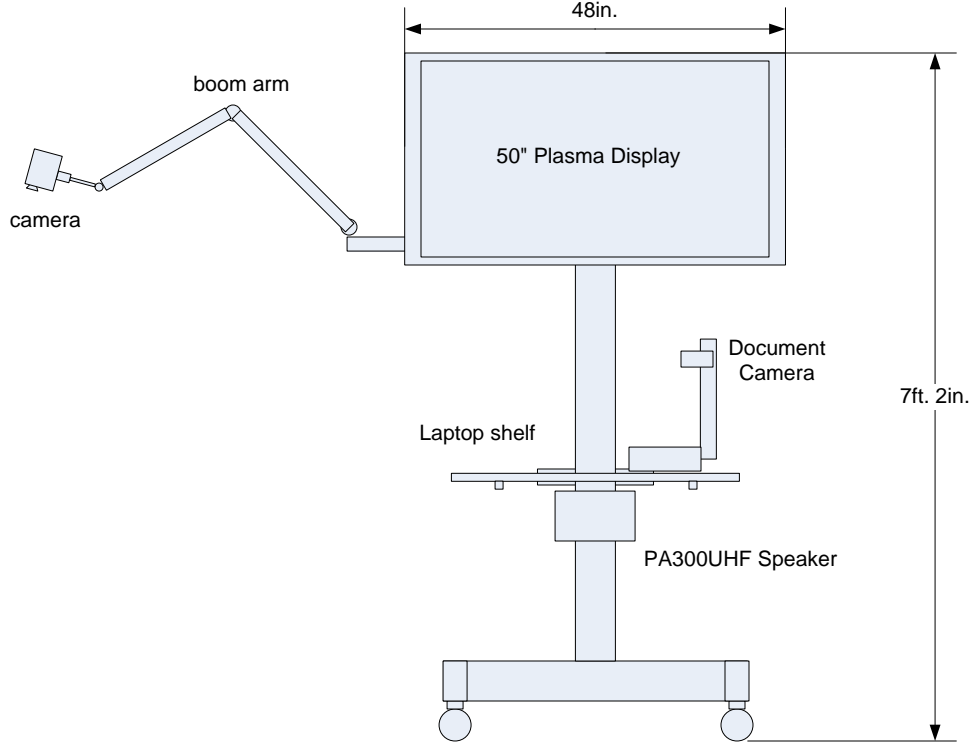 48in.
boom arm
50" Plasma Display
camera
Document
Camera
7ft. 2in.
Laptop shelf
PA300UHF Speaker